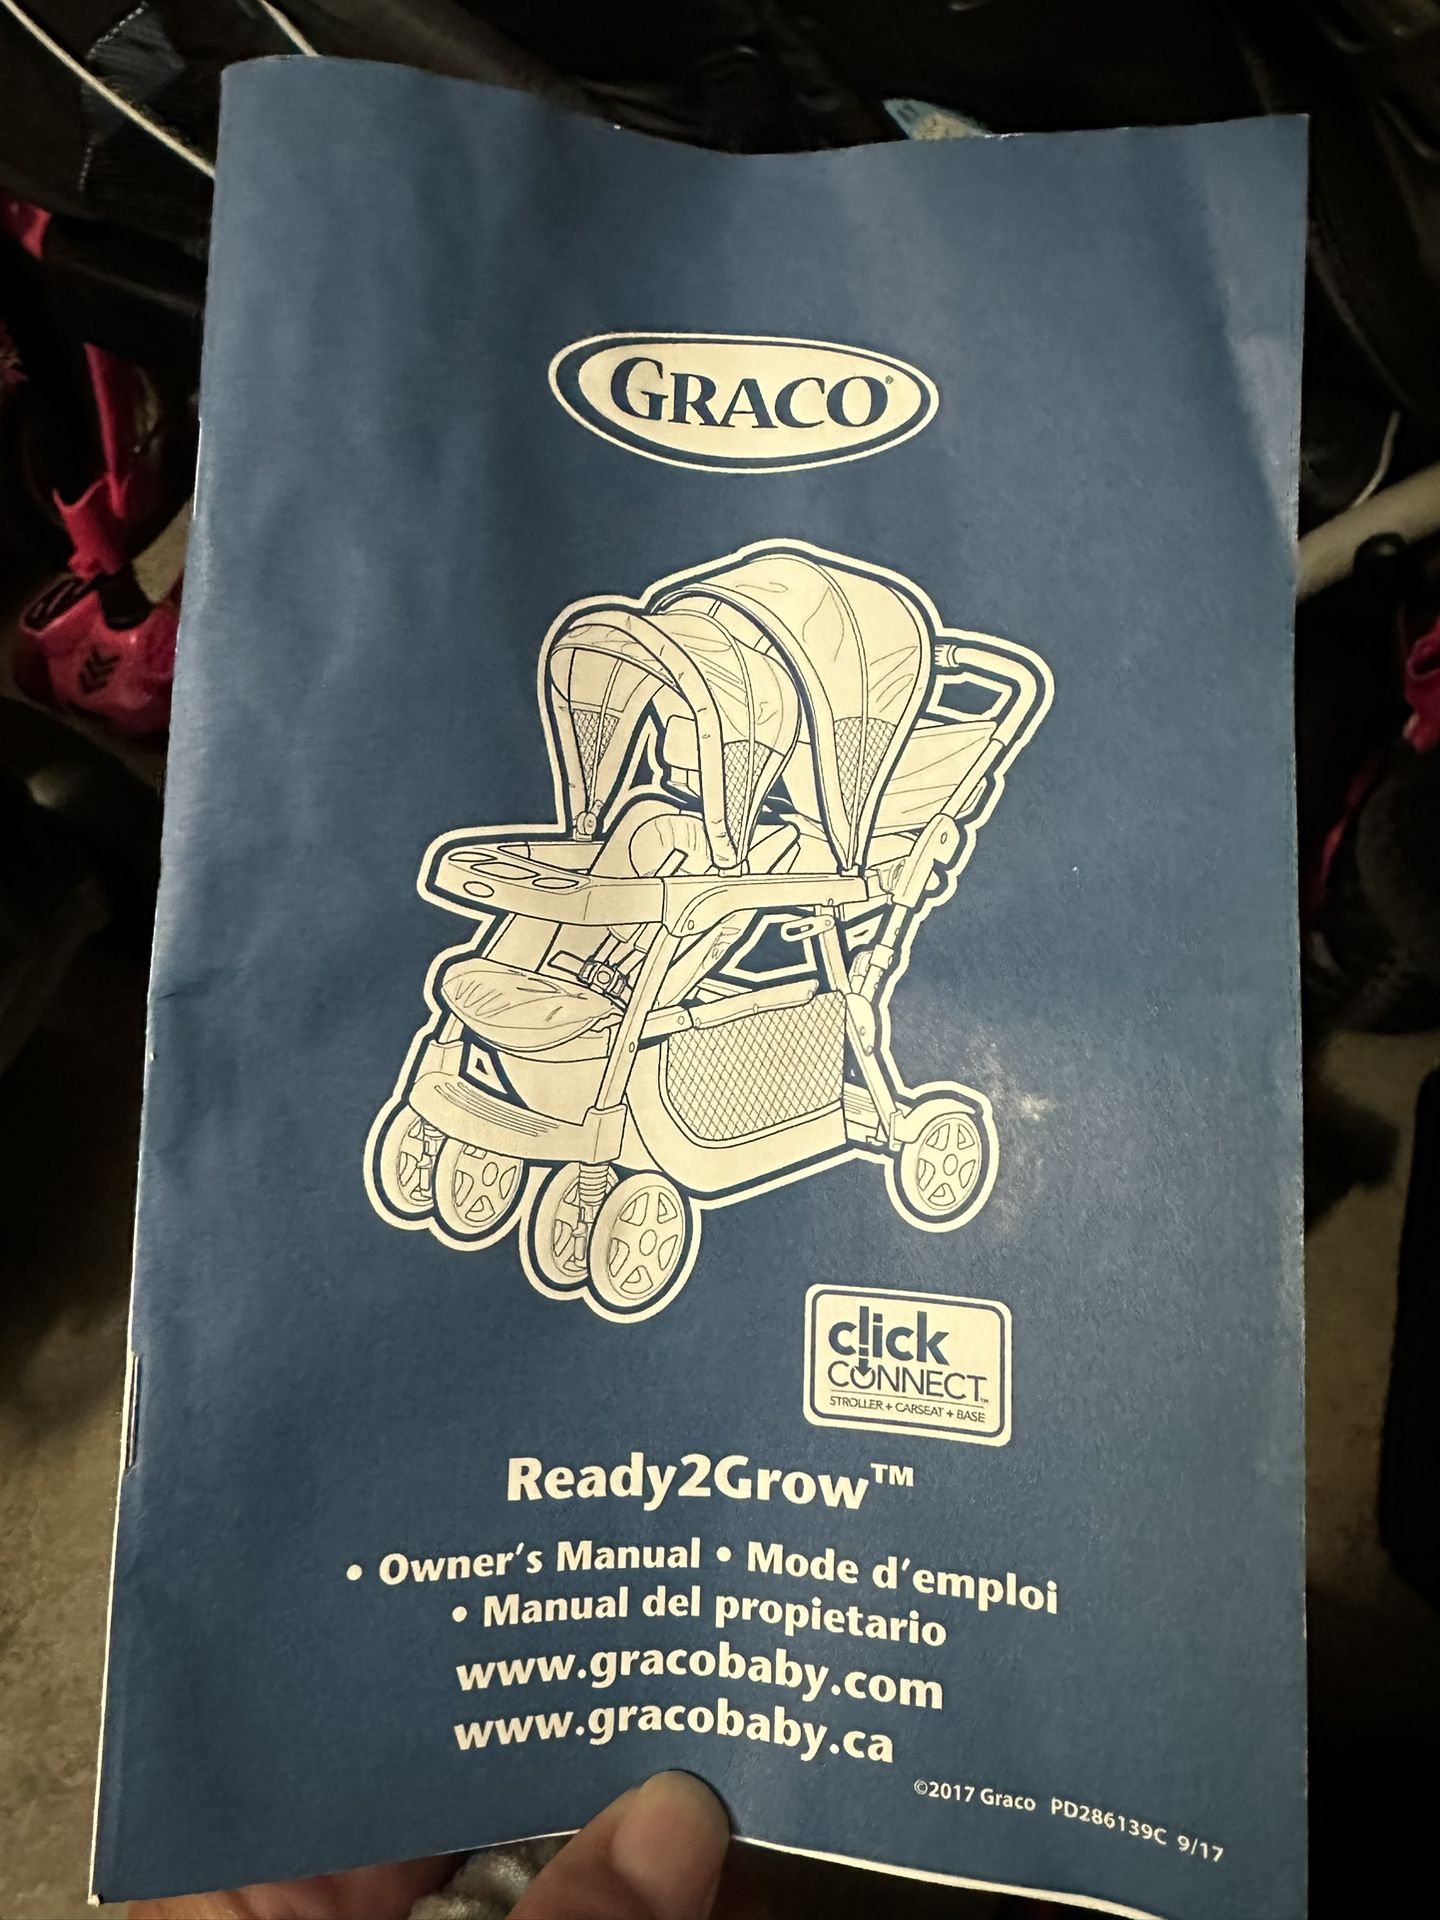 GRACO®
click
CONNECT™
STROLLER + CARSEAT + BASE
Ready2Grow™
• Owner's Manual • Mode d'emploi
• Manual del propietario
www.gracobaby.com
www.gracobaby.ca
©2017 Graco PD286139C 9/17